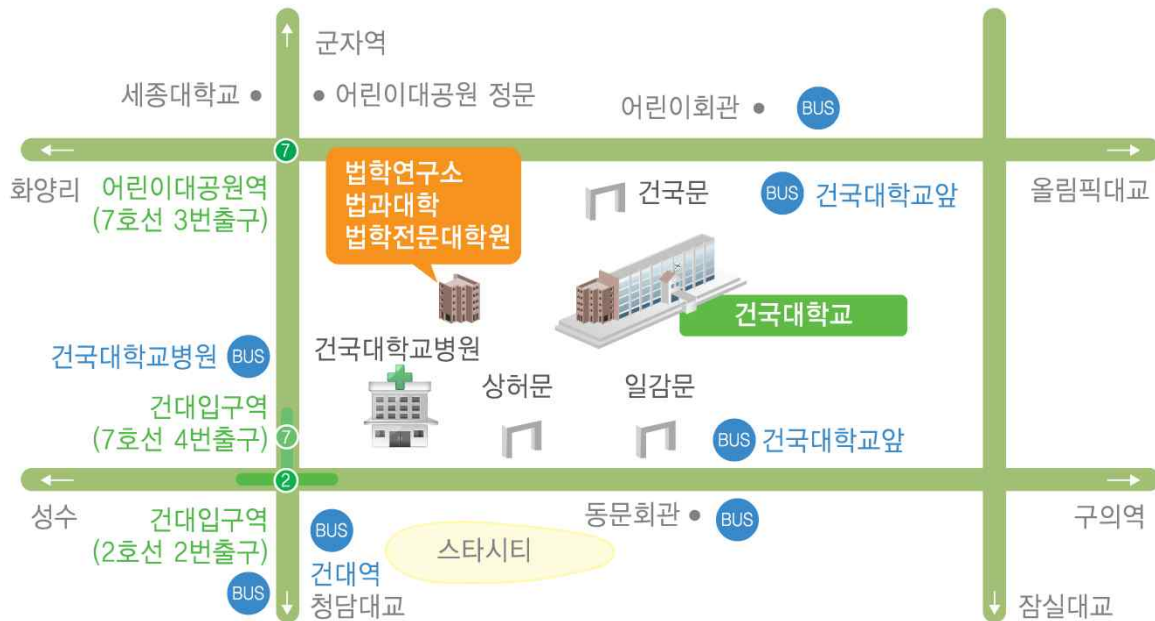 군자역
세종대학교
어린이대공원 정문
어린이회관
BUS
7
화양리
어린이대공원역
(7호선 3번출구)
법학연구소
법과대학
법학전문대학원
건국문
BUS
건국대학교앞
올림픽대교
건국대학교
건국대학교병원
BUS
건국대학교병원
상허문
일감문
건대입구역
(7호선 4번출구)
7
BUS
건국대학교앞
2
성수
건대입구역
(2호선 2번출구)
BUS
BUS
건대역
청담대교
스타시티
동문회관
BUS
구의역
잠실대교